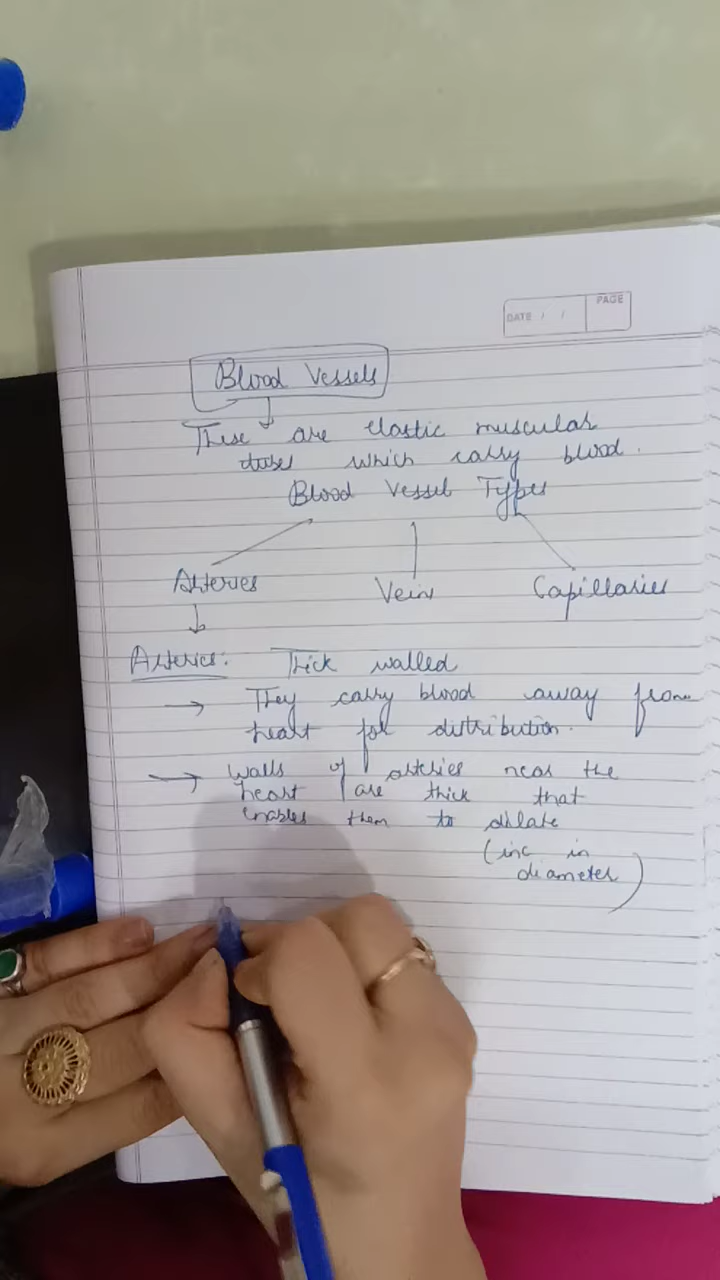 PAGE
DATE / /
Blood Vessels
These are elastic muscular
tubes which carry blood.
Blood Vessel Types
Arteries Vein Capillaries
Arteries: Thick walled
→ They carry blood away from
heart for distribution.
→ Walls of arteries near the
heart are thick that
enables them to dilate
(inc in
diameter)